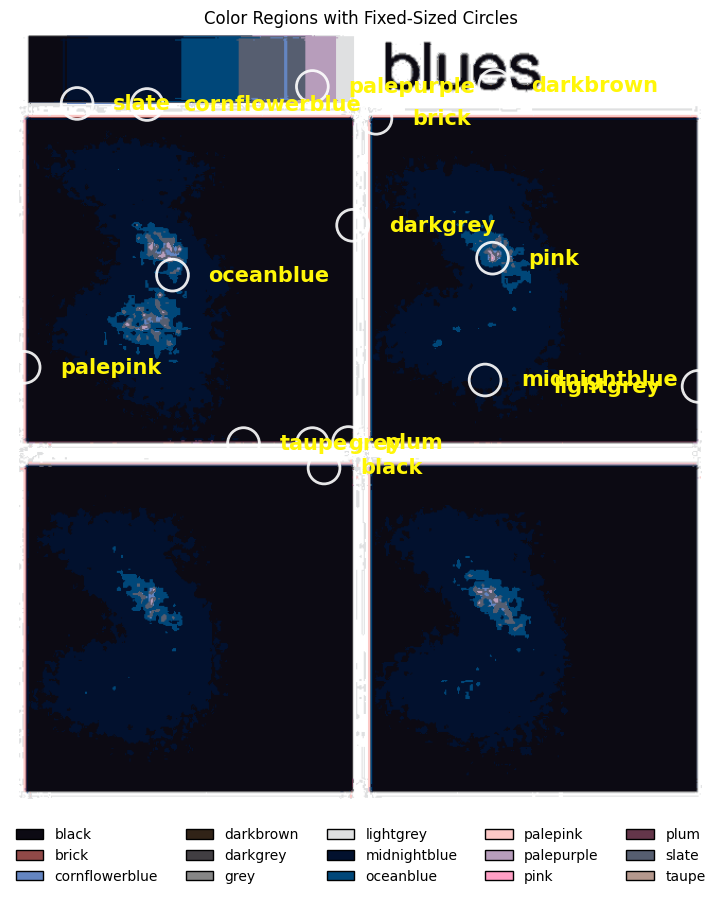 Color Regions with Fixed-Sized Circles
blues
palepurple
darkbrown
slate
cornflowerblue
brick
darkgrey
pink
oceanblue
palepink
midnightblue
lightgrey
taupe
grey
plum
black
black
darkbrown
lightgrey
palepink
plum
brick
darkgrey
midnightblue
palepurple
slate
cornflowerblue
grey
oceanblue
pink
taupe